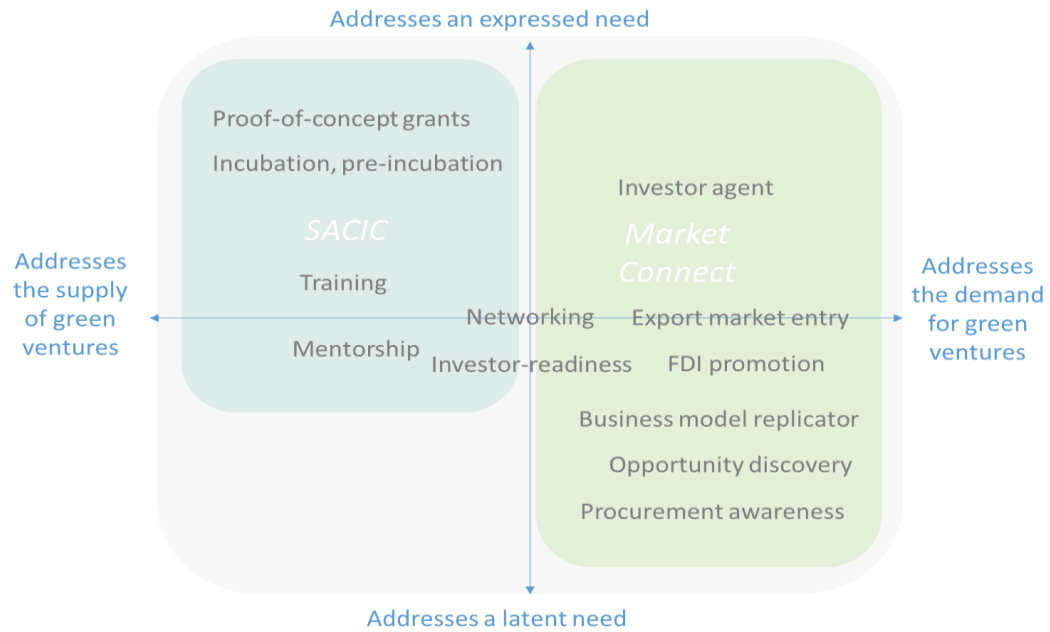 Addresses an expressed need
Proof-of-concept grants
Incubation, pre-incubation
Investor agent
SACIC
Market
Connect
Addresses
the supply
of green
ventures
Addresses
the demand
for green
ventures
Training
Networking
Export market entry
Mentorship
Investor-readiness
FDI promotion
Business model replicator
Opportunity discovery
Procurement awareness
Addresses a latent need